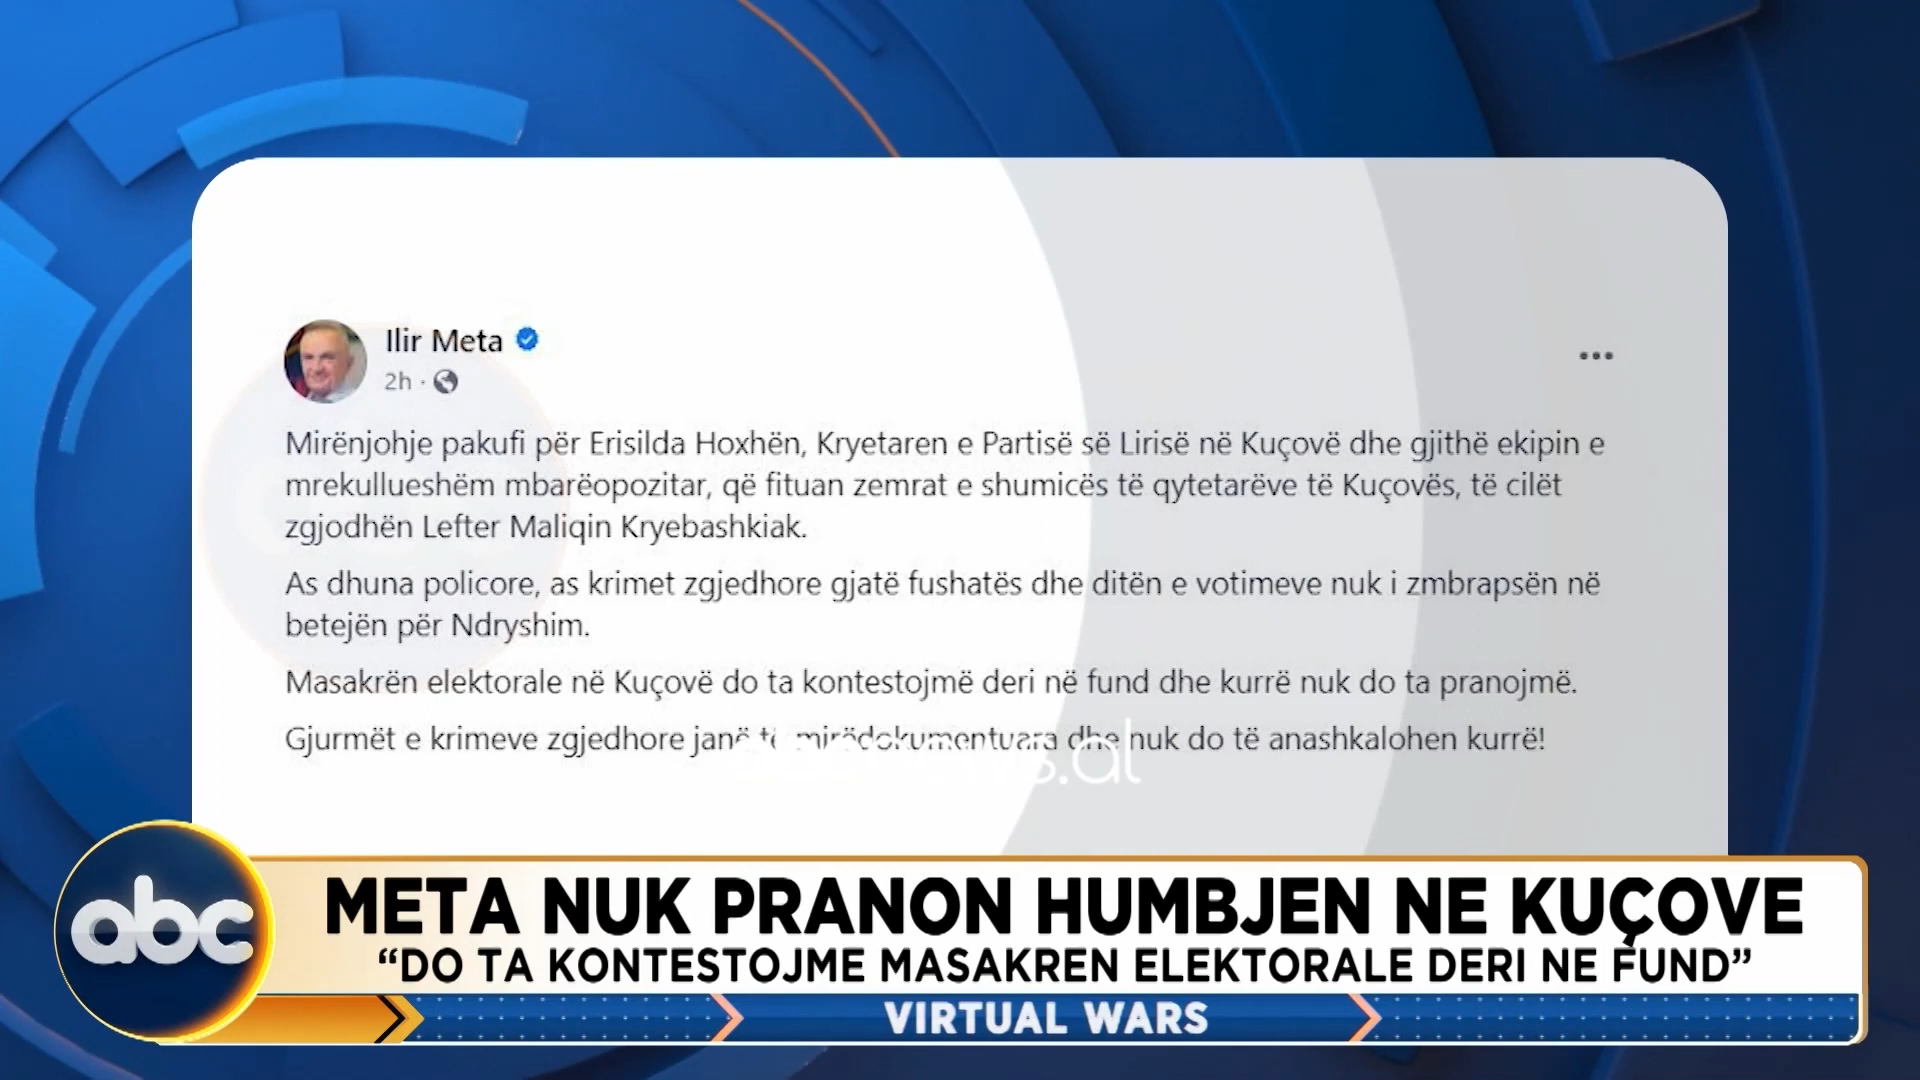 Ilir Meta
2h ·
Mirënjohje pakufi për Erisilda Hoxhën, Kryetaren e Partisë së Lirisë në Kuçovë dhe gjithë ekipin e
mrekullueshëm mbarëopozitar, që fituan zemrat e shumicës të qytetarëve të Kuçovës, të cilët
zgjodhën Lefter Maliqin Kryebashkiak.
As dhuna policore, as krimet zgjedhore gjatë fushatës dhe ditën e votimeve nuk i zmbrapsën në
betejën për Ndryshim.
Masakrën elektorale në Kuçovë do ta kontestojmë deri në fund dhe kurrë nuk do ta pranojmë.
Gjurmët e krimeve zgjedhore janë të mirëdokumentuara dhe nuk do të anashkalohen kurrë!
abc
META NUK PRANON HUMBJEN NE KUÇOVE
“DO TA KONTESTOJME MASAKREN ELEKTORALE DERI NE FUND”
VIRTUAL WARS